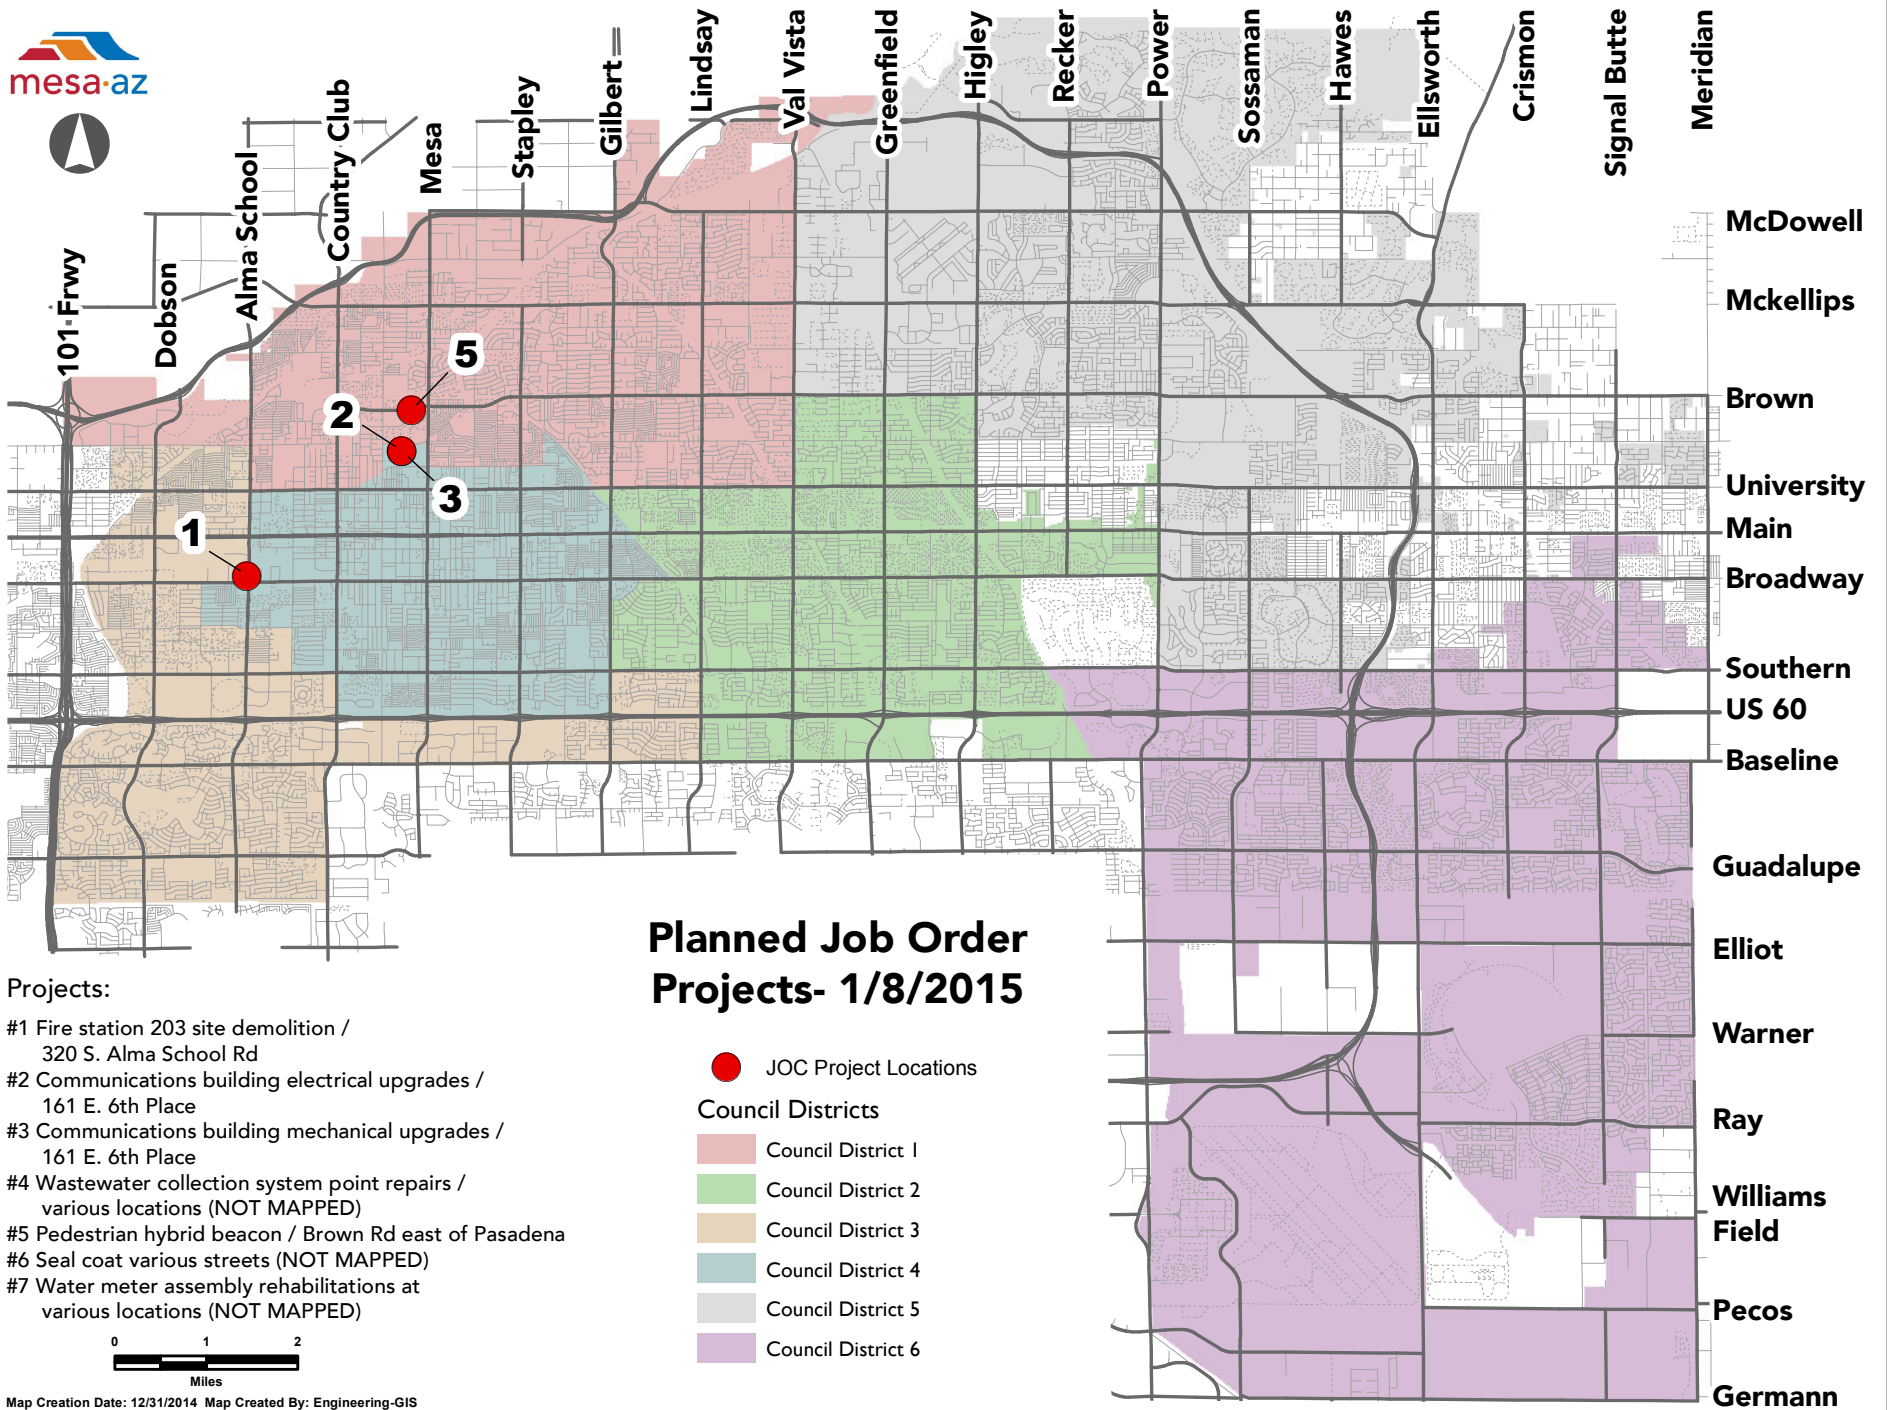 mesa·az
101 Frwy
Dobson
Alma School
Country Club
Mesa
Stapley
Gilbert
Lindsay
Val Vista
Greenfield
Higley
Recker
Power
Sossaman
Hawes
Ellsworth
Crismon
Signal Butte
Meridian
McDowell
Mckellips
Brown
University
Main
Broadway
Southern
US 60
Baseline
Guadalupe
Elliot
Warner
Ray
Williams
Field
Pecos
Germann
5
2
3
1
Planned Job Order
Projects- 1/8/2015
Projects:
#1 Fire station 203 site demolition /
320 S. Alma School Rd
#2 Communications building electrical upgrades /
161 E. 6th Place
#3 Communications building mechanical upgrades /
161 E. 6th Place
#4 Wastewater collection system point repairs /
various locations (NOT MAPPED)
#5 Pedestrian hybrid beacon / Brown Rd east of Pasadena
#6 Seal coat various streets (NOT MAPPED)
#7 Water meter assembly rehabilitations at
various locations (NOT MAPPED)
0 1 2
Miles
Map Creation Date: 12/31/2014 Map Created By: Engineering-GIS
JOC Project Locations
Council Districts
Council District 1
Council District 2
Council District 3
Council District 4
Council District 5
Council District 6